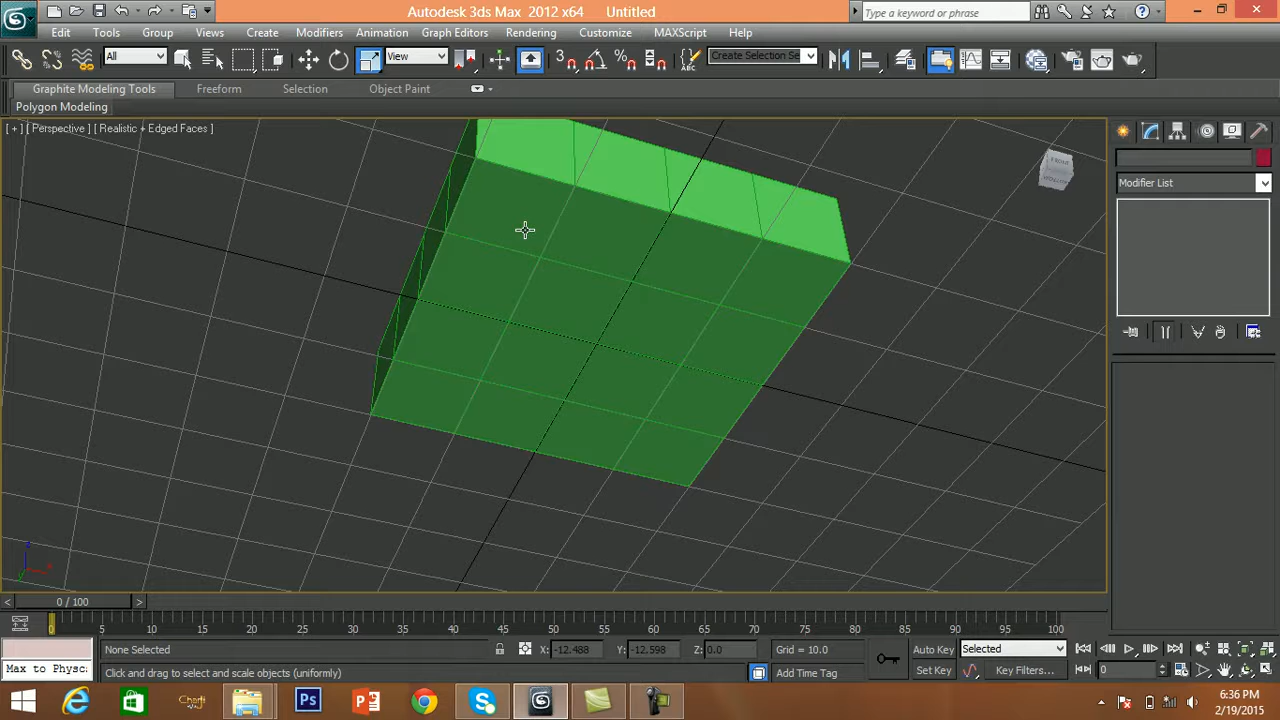 Autodesk 3ds Max 2012 x64 Untitled
Type a keyword or phrase
Edit Tools Group Views Create Modifiers Animation Graph Editors Rendering Customize MAXScript Help
All View 3 Create Selection Se
Graphite Modeling Tools Freeform Selection Object Paint
Polygon Modeling
[ + ] [ Perspective ] [ Realistic + Edged Faces ]
FRONT
Modifier List
z
x
y
< 0 / 100 >
0 5 10 15 20 25 30 35 40 45 50 55 60 65 70 75 80 85 90 95 100
None Selected X: -12.488 Y: -12.598 Z: 0.0 Grid = 10.0 Auto Key Selected
Max to Physc Click and drag to select and scale objects (uniformly) Add Time Tag Set Key Key Filters... 0
Ps
6:36 PM
2/19/2015